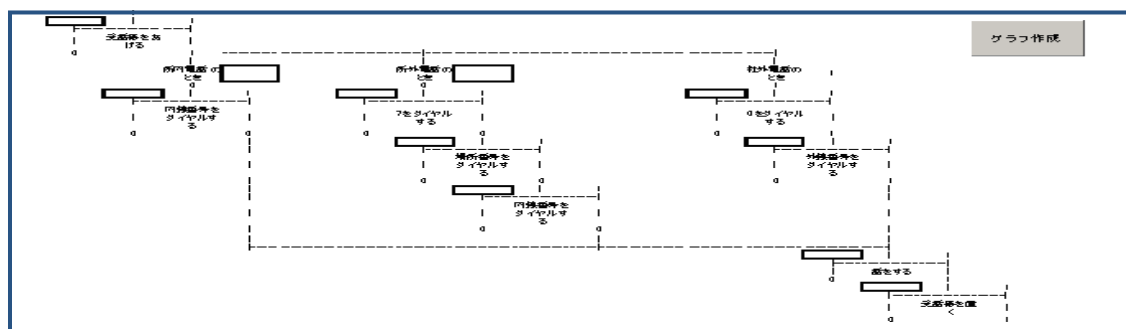 グラフ作成
受話器をあ
げる
所内電話の
とき
所外電話の
とき
社外電話の
とき
内線番号を
ダイヤルす
る
7をダイヤル
する
0をダイヤル
する
場所番号を
ダイヤルす
る
外線番号を
ダイヤルす
る
内線番号を
ダイヤルす
る
話をする
受話器を置
く